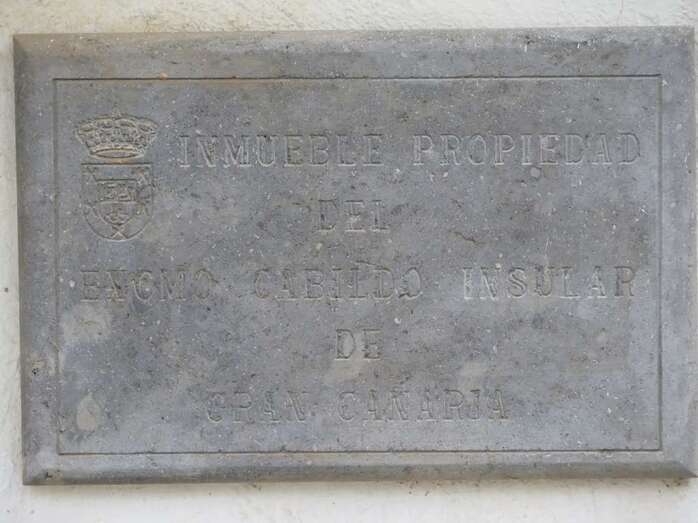 INMUEBLE PROPIEDAD
DEL
EXCMO CABILDO INSULAR
DE
GRAN CANARIA